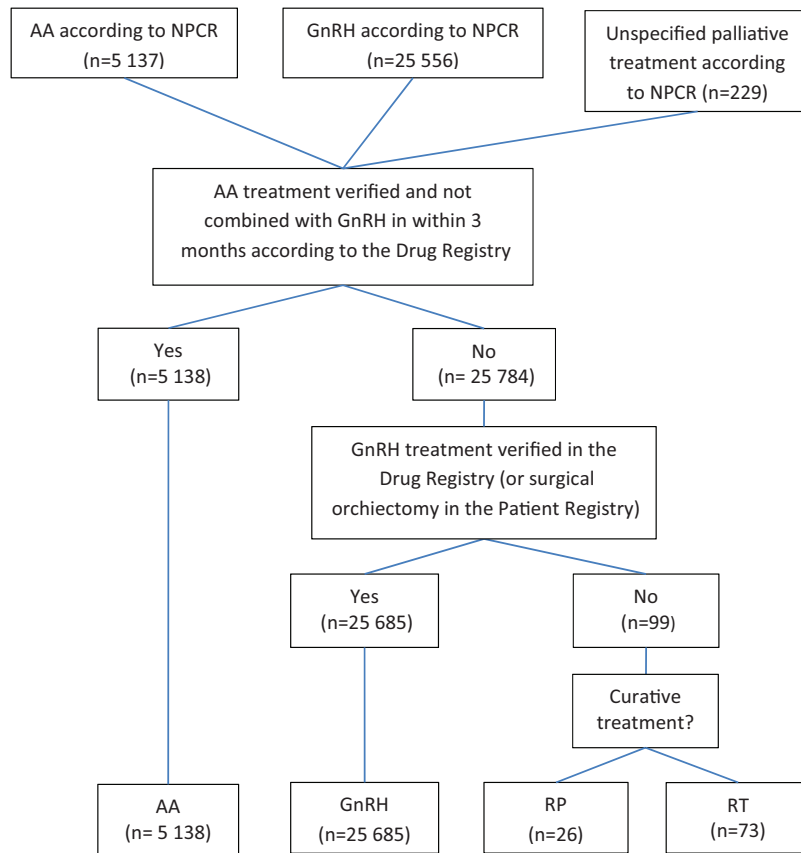 AA according to NPCR
(n=5 137)
GnRH according to NPCR
(n=25 556)
Unspecified palliative
treatment according
to NPCR (n=229)
AA treatment verified and not
combined with GnRH in within 3
months according to the Drug Registry
Yes
(n=5 138)
No
(n= 25 784)
GnRH treatment verified in the
Drug Registry (or surgical
orchiectomy in the Patient Registry)
Yes
(n=25 685)
No
(n=99)
Curative
treatment?
AA
(n= 5 138)
GnRH
(n=25 685)
RP
(n=26)
RT
(n=73)